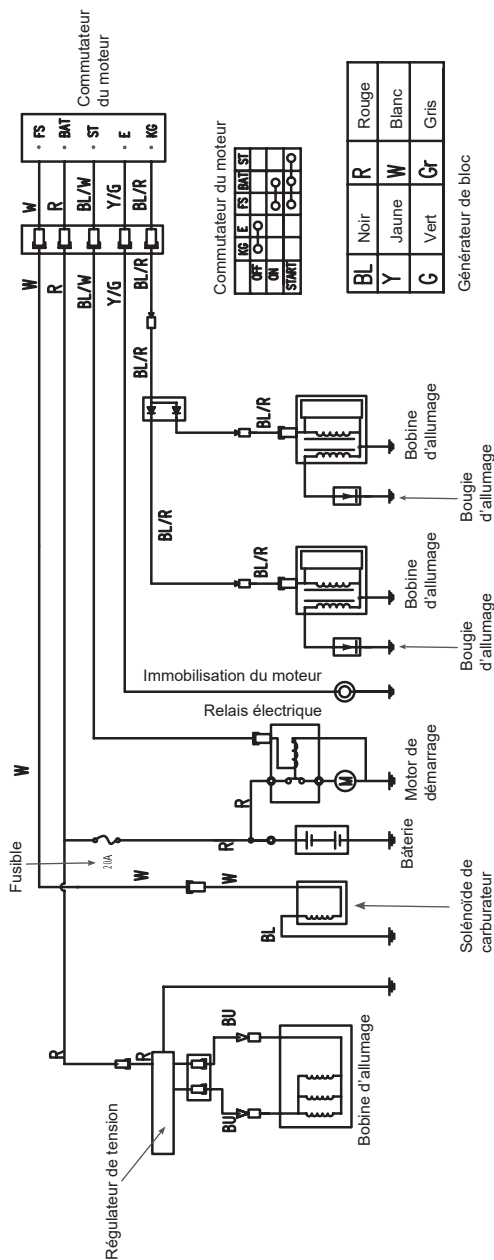 Commutateur
du moteur
FS
BAT
ST
E
KG
W
R
BL/W
Y/G
BL/R
W
R
BL/W
Y/G
BL/R
BL/R
BL/R
BL/R
BL/R
Commutateur du moteur
KG E FS BAT ST
OFF
ON
START
BL Noir R Rouge
Y Jaune W Blanc
G Vert Gr Gris
Générateur de bloc
Bobine
d'allumage
Bougie
d'allumage
Bobine
d'allumage
Bougie
d'allumage
Immobilisation du moteur
Relais électrique
M
Motor de
démarrage
W
R
R
Báterie
Fusible
20A
W
W
BL
Solénoïde de
carburateur
R
R
BU
BU
Bobine d'allumage
Régulateur de tension